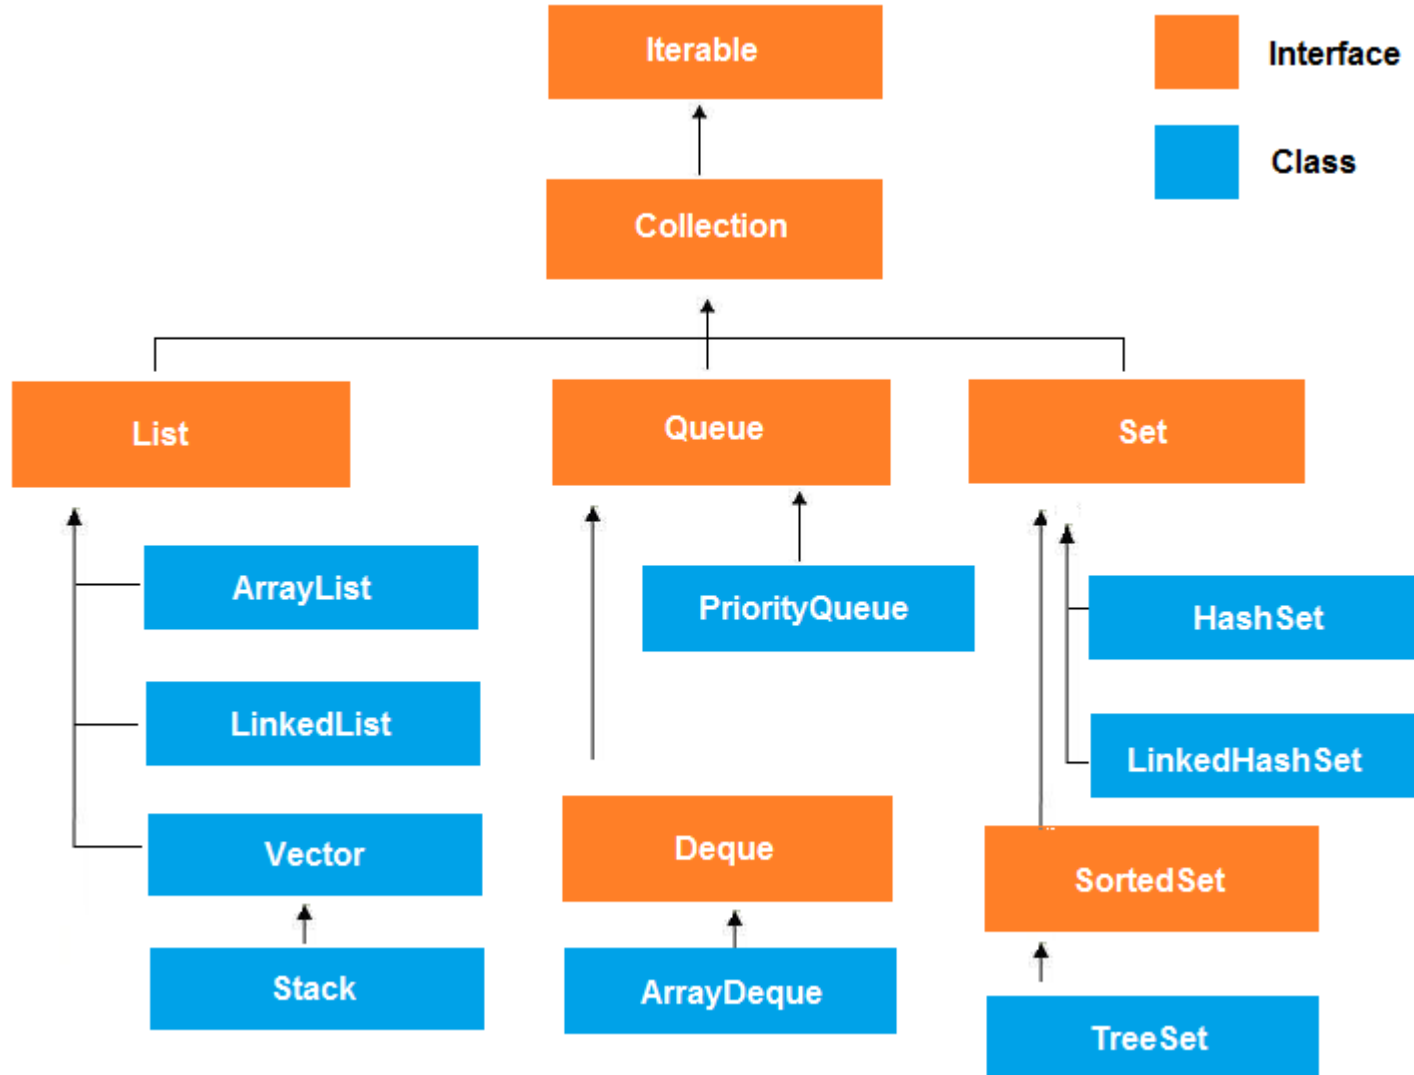 Iterable
Interface
Class
Collection
List
Queue
Set
ArrayList
PriorityQueue
HashSet
LinkedList
LinkedHashSet
Vector
Deque
SortedSet
Stack
ArrayDeque
TreeSet